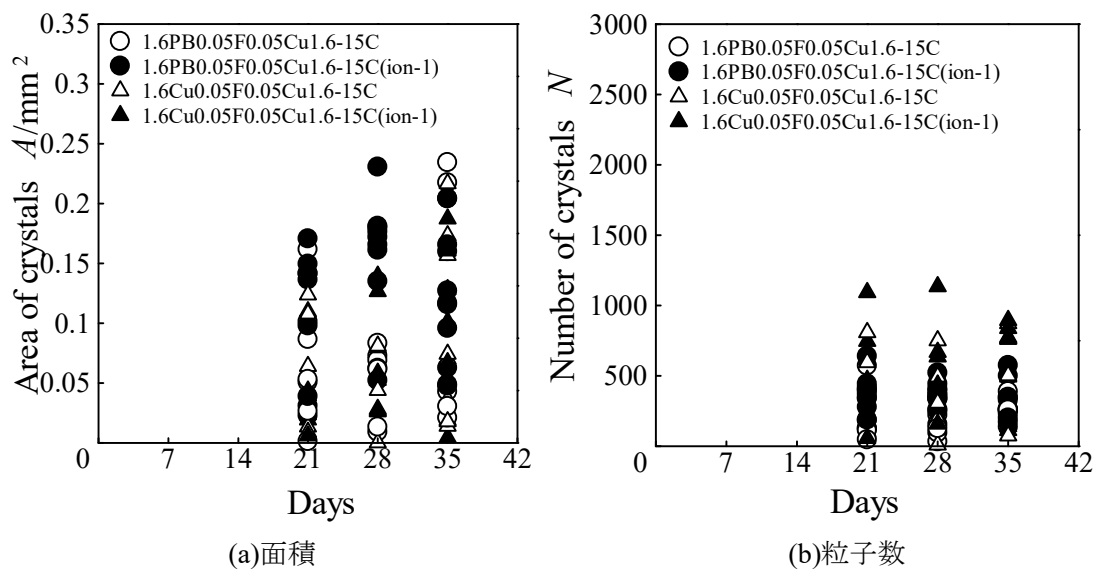 Area of crystals A/mm²
0.35
0.3
0.25
0.2
0.15
0.1
0.05
0
1.6PB0.05F0.05Cu1.6-15C
1.6PB0.05F0.05Cu1.6-15C(ion-1)
1.6Cu0.05F0.05Cu1.6-15C
1.6Cu0.05F0.05Cu1.6-15C(ion-1)
7 14 21 28 35 42
Days
(a)面積
Number of crystals N
3000
2500
2000
1500
1000
500
0
1.6PB0.05F0.05Cu1.6-15C
1.6PB0.05F0.05Cu1.6-15C(ion-1)
1.6Cu0.05F0.05Cu1.6-15C
1.6Cu0.05F0.05Cu1.6-15C(ion-1)
7 14 21 28 35 42
Days
(b)粒子数